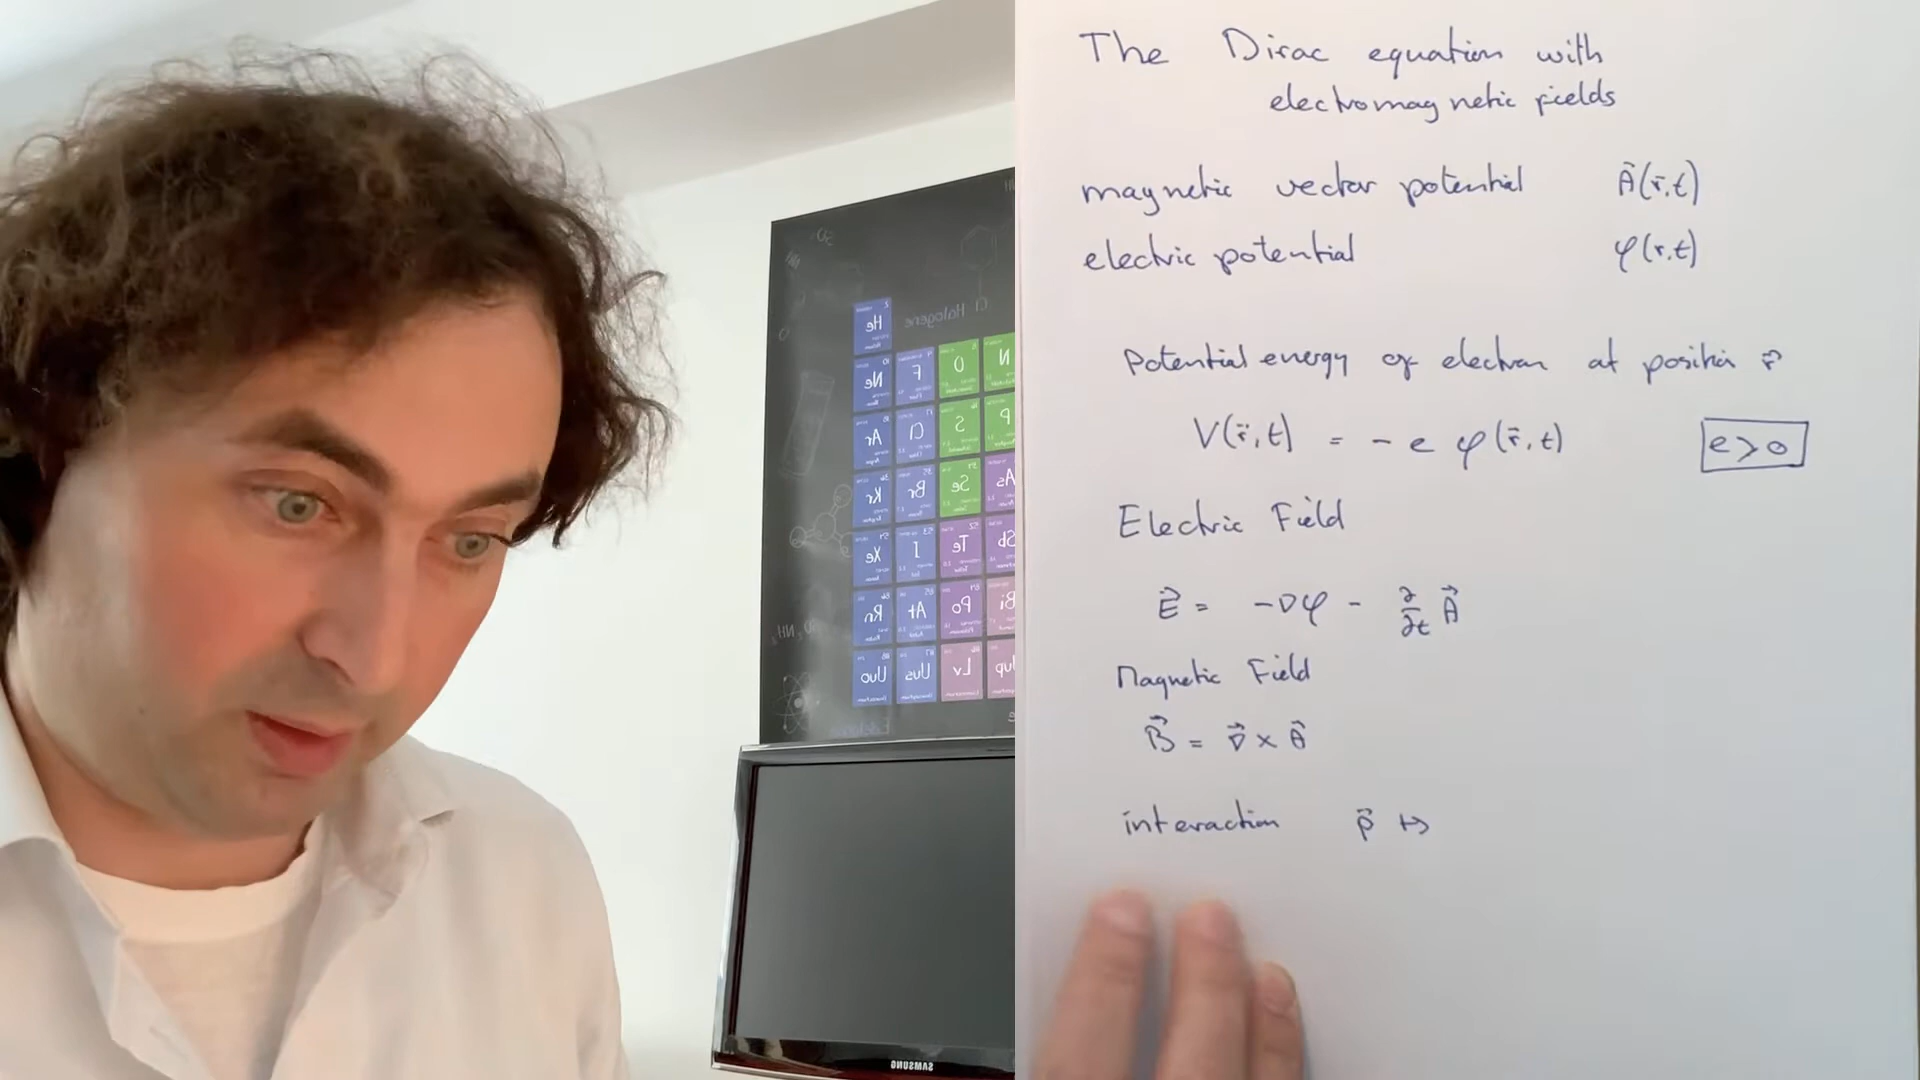 The Dirac equation with
electromagnetic fields
magnetic vector potential A⃗(r⃗,t)
electric potential φ(r,t)
Potential energy of electron at position r⃗
V(r⃗,t) = - e φ(r⃗,t) e>0
Electric Field
E⃗ = -∇φ - ∂/∂t A⃗
Magnetic Field
B⃗ = ∇⃗ × A⃗
interaction p⃗ ↦
Cl Halogene
He
Ne F O N
Ar Cl S P
Kr Br Se As
Xe I Te Sb
Rn At Po Bi
Uuo Uus Lv Uup
SAMSUNG